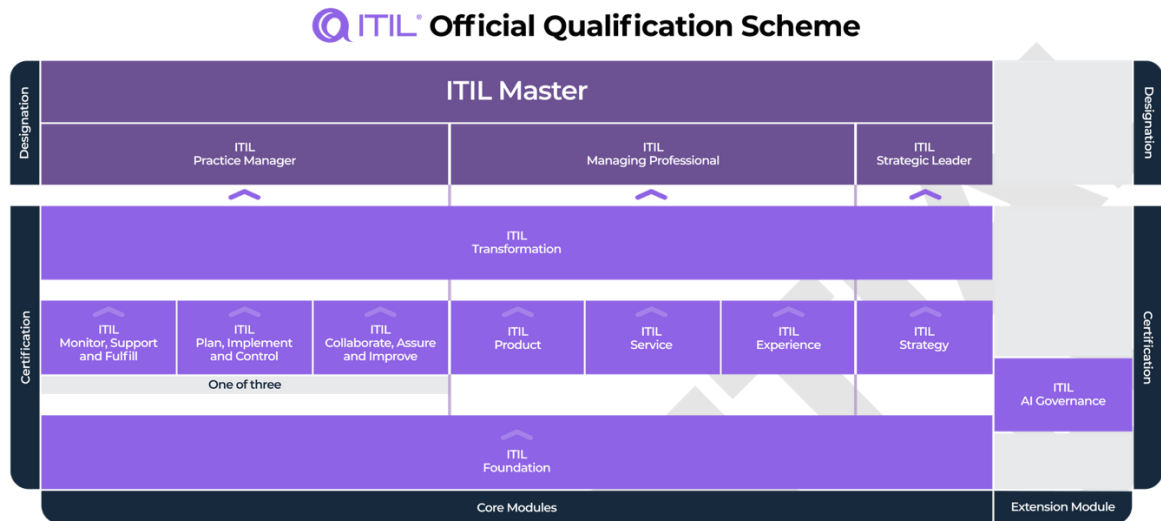 ITIL® Official Qualification Scheme
Designation
ITIL Master
Designation
ITIL
Practice Manager
ITIL
Managing Professional
ITIL
Strategic Leader
Certification
ITIL
Transformation
Certification
ITIL
Monitor, Support
and Fulfill
ITIL
Plan, Implement
and Control
ITIL
Collaborate, Assure
and Improve
ITIL
Product
ITIL
Service
ITIL
Experience
ITIL
Strategy
One of three
ITIL
AI Governance
ITIL
Foundation
Core Modules
Extension Module